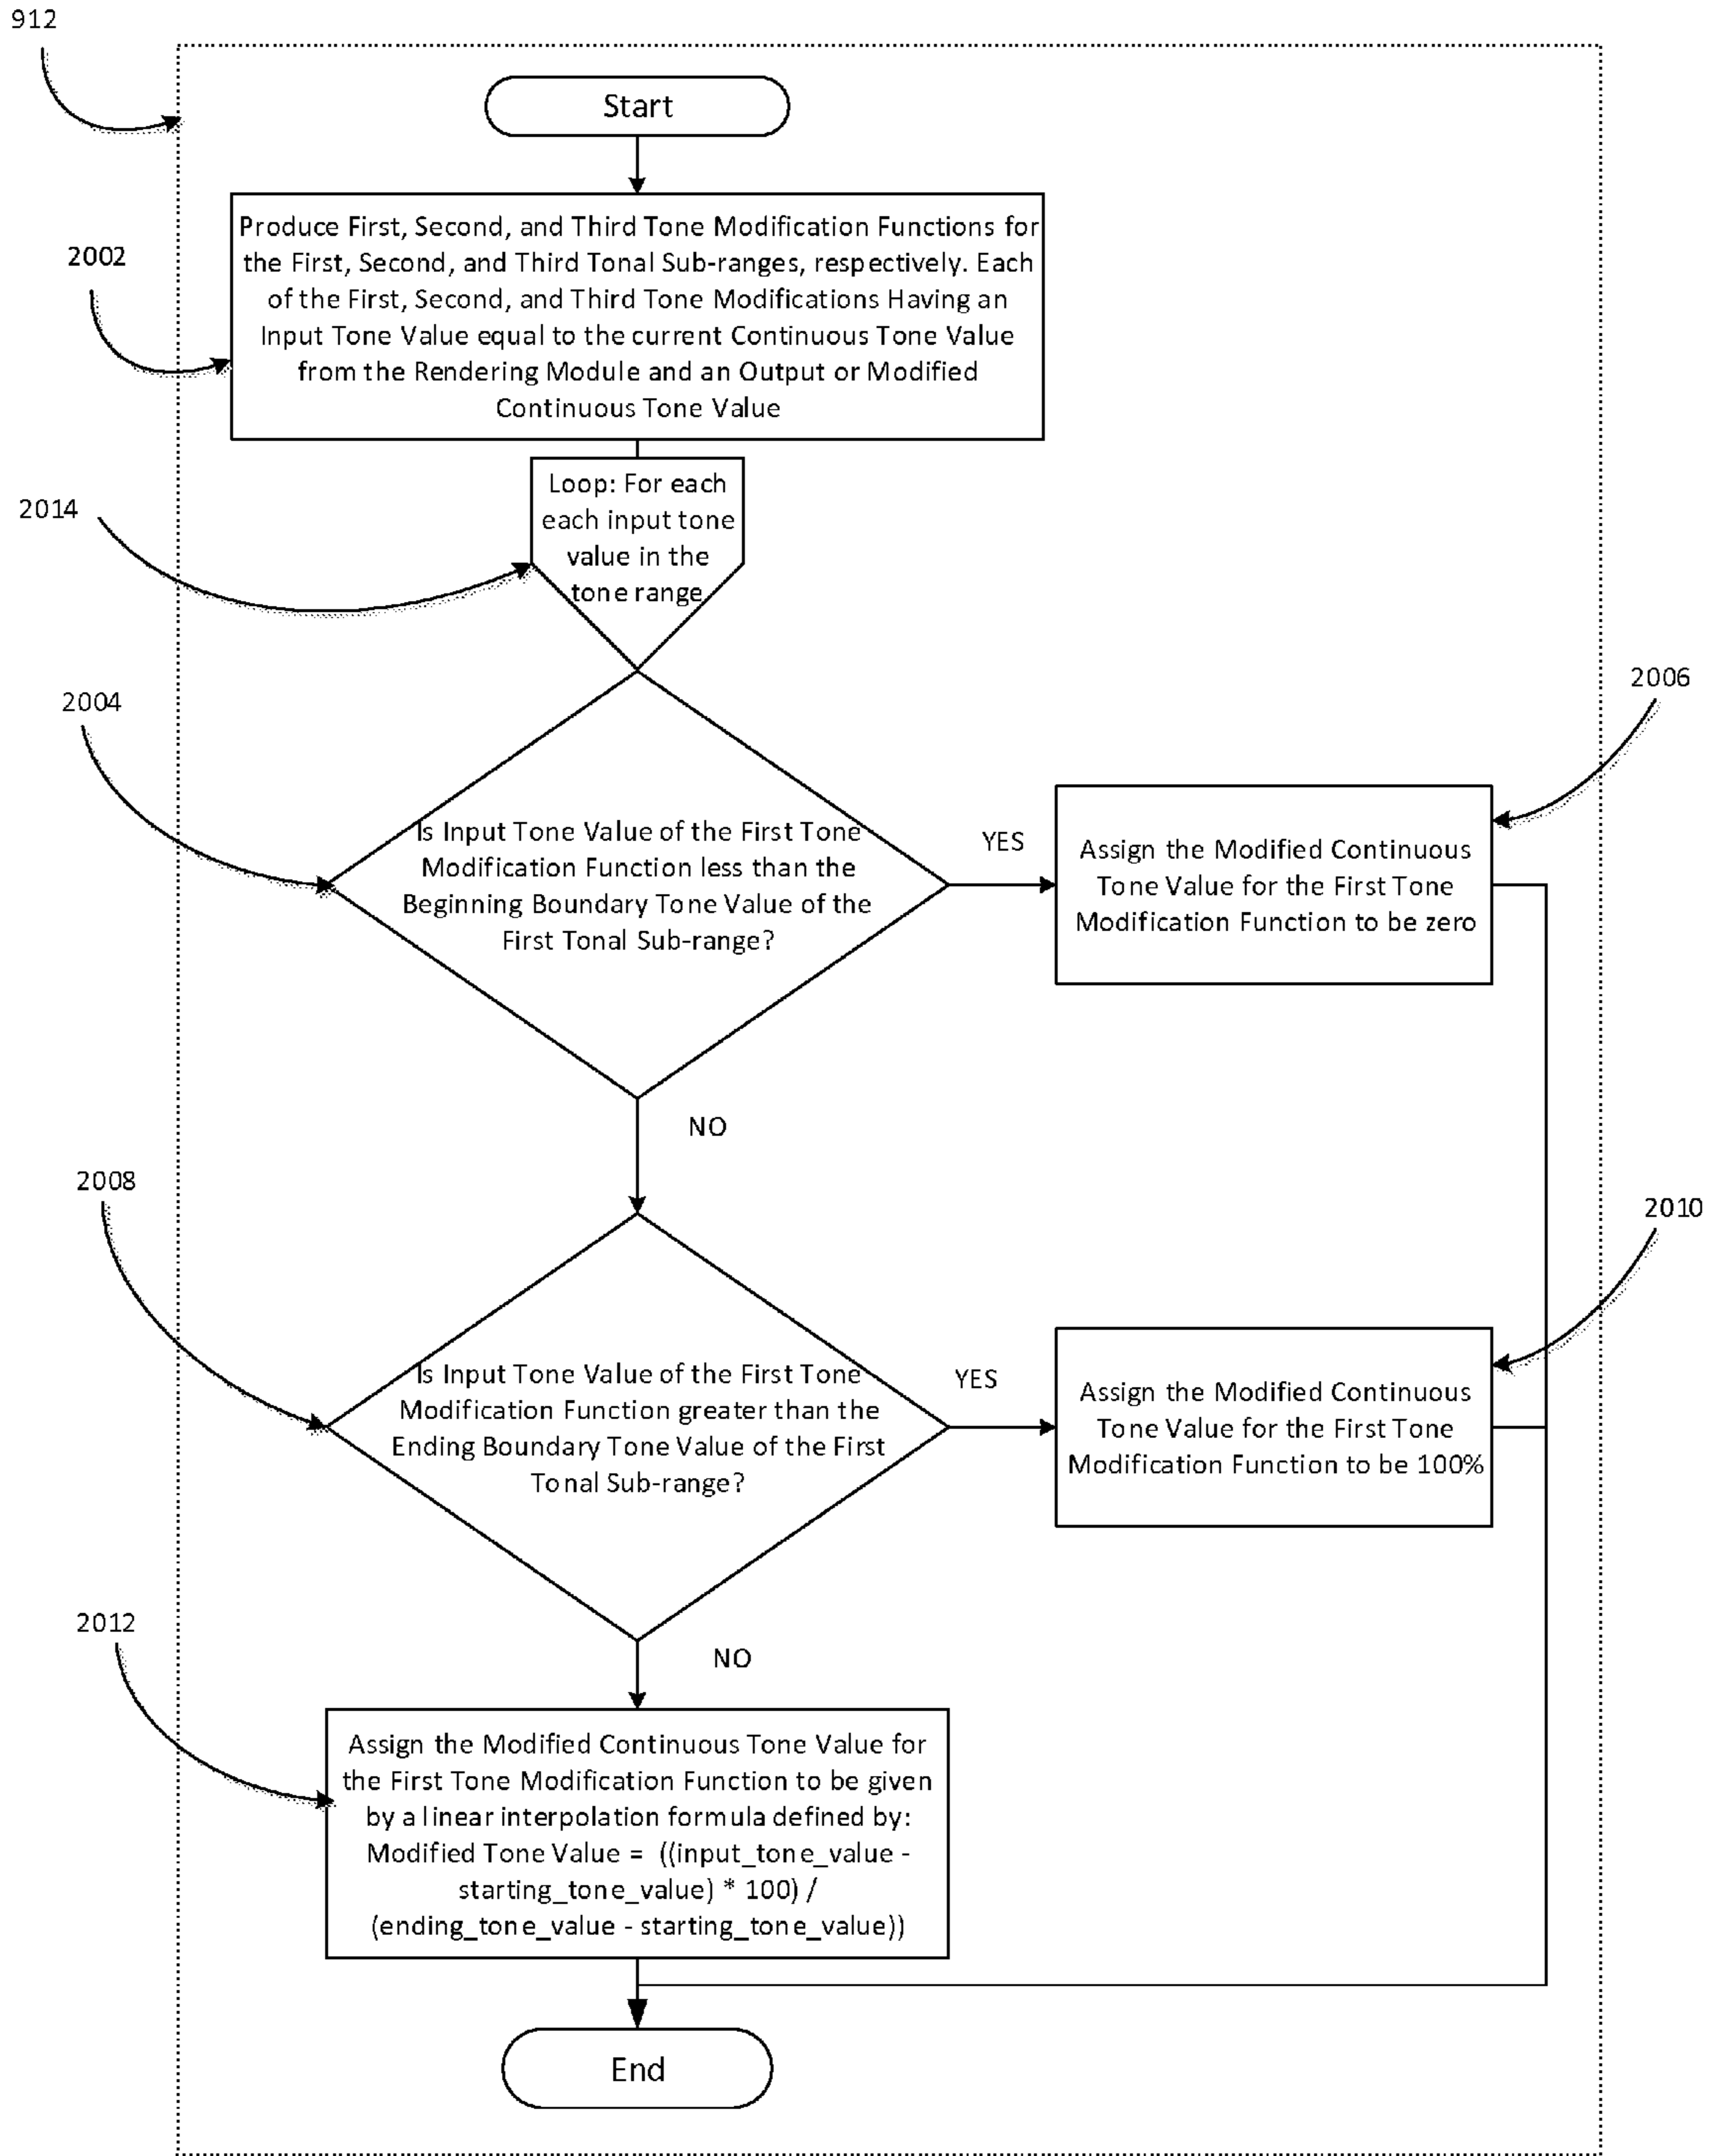 912
Start
2002
Produce First, Second, and Third Tone Modification Functions for
the First, Second, and Third Tonal Sub-ranges, respectively. Each
of the First, Second, and Third Tone Modifications Having an
Input Tone Value equal to the current Continuous Tone Value
from the Rendering Module and an Output or Modified
Continuous Tone Value
2014
Loop: For each
each input tone
value in the
tone range
2004
Is Input Tone Value of the First Tone
Modification Function less than the
Beginning Boundary Tone Value of the
First Tonal Sub-range?
YES
2006
Assign the Modified Continuous
Tone Value for the First Tone
Modification Function to be zero
NO
2008
Is Input Tone Value of the First Tone
Modification Function greater than the
Ending Boundary Tone Value of the First
Tonal Sub-range?
YES
2010
Assign the Modified Continuous
Tone Value for the First Tone
Modification Function to be 100%
NO
2012
Assign the Modified Continuous Tone Value for
the First Tone Modification Function to be given
by a linear interpolation formula defined by:
Modified Tone Value = ((input_tone_value -
starting_tone_value) * 100) /
(ending_tone_value - starting_tone_value))
End